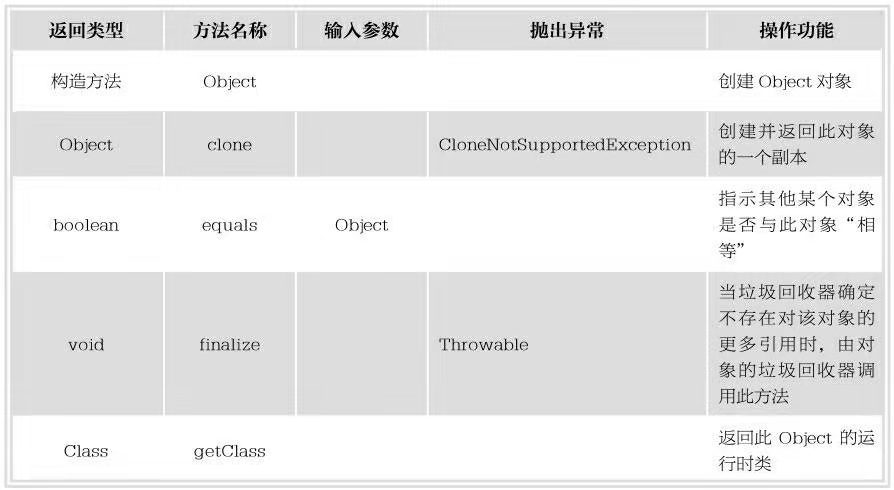 返回类型 方法名称 输入参数 抛出异常 操作功能
构造方法 Object 创建 Object 对象
Object clone CloneNotSupportedException 创建并返回此对象
的一个副本
boolean equals Object 指示其他某个对象
是否与此对象“相
等”
void finalize Throwable 当垃圾回收器确定
不存在对该对象的
更多引用时，由对
象的垃圾回收器调
用此方法
Class getClass 返回此 Object 的运
行时类